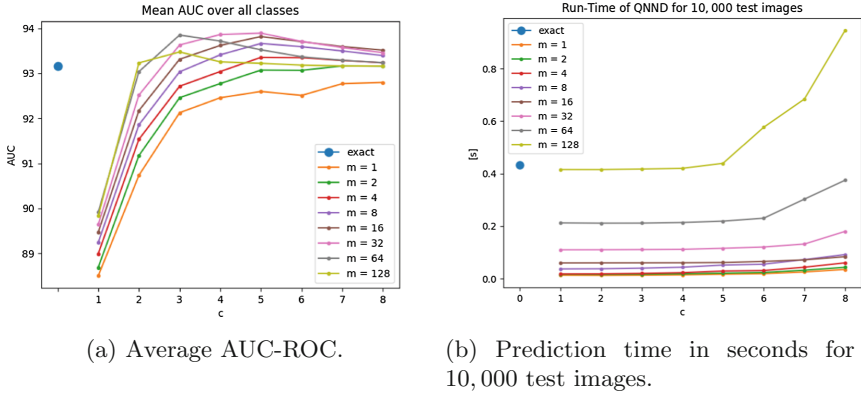 Mean AUC over all classes
94
93
92
91
90
89
AUC
1 2 3 4 5 6 7 8
c
exact
m = 1
m = 2
m = 4
m = 8
m = 16
m = 32
m = 64
m = 128
(a) Average AUC-ROC.
Run-Time of QNND for 10,000 test images
0.8
0.6
0.4
0.2
0.0
[s]
0 1 2 3 4 5 6 7 8
c
exact
m = 1
m = 2
m = 4
m = 8
m = 16
m = 32
m = 64
m = 128
(b) Prediction time in seconds for
10,000 test images.